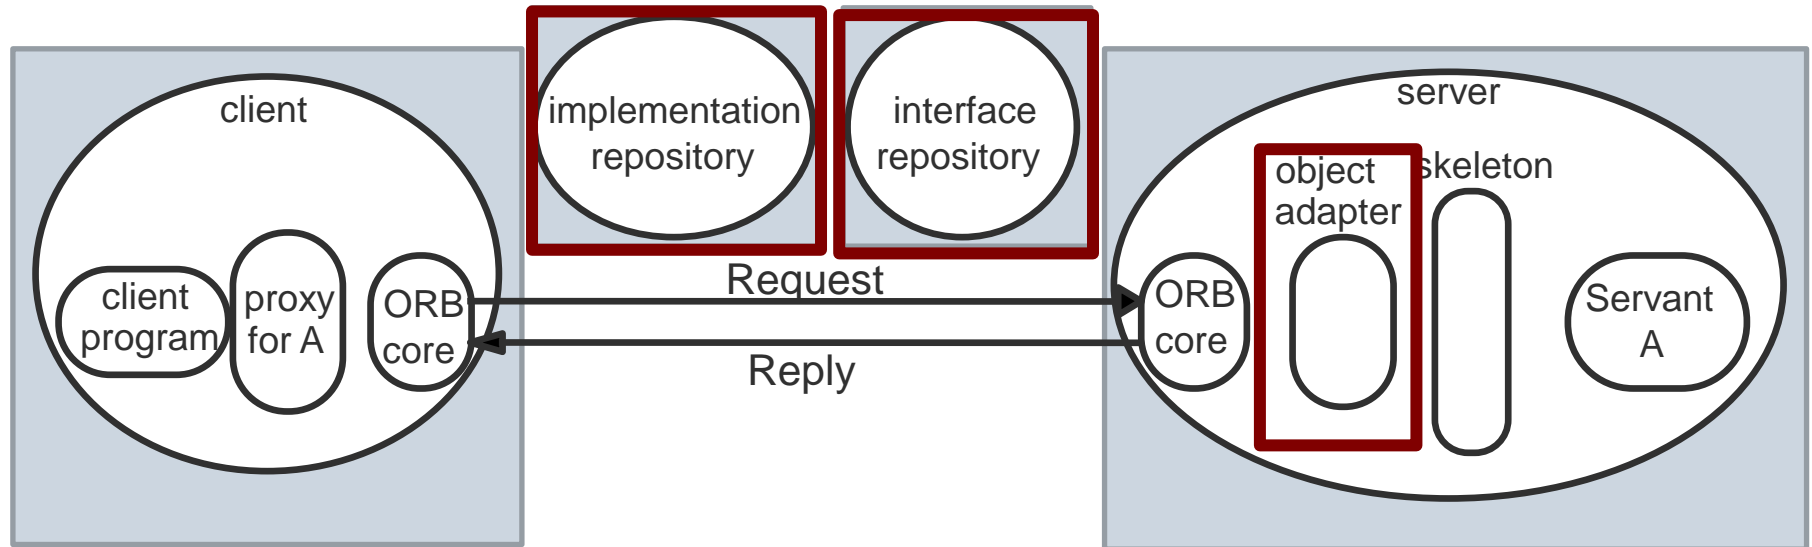 client
client
program
proxy
for A
ORB
core
implementation
repository
interface
repository
Request
Reply
server
ORB
core
object
adapter
skeleton
Servant
A